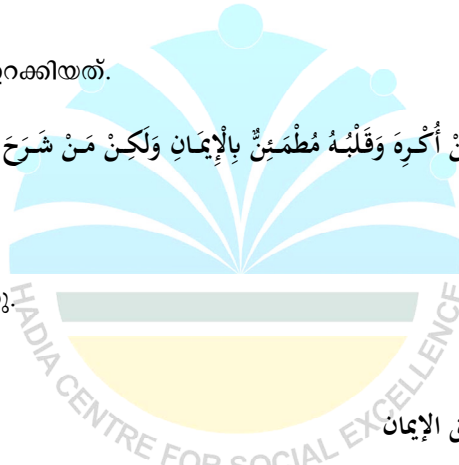 റക്കിയത്.
نْ أُكْرِهَ وَقَلْبُهُ مُطْمَئِنٌّ بِالْإِيمَانِ وَلَكِنْ مَنْ شَرَحَ
الإيمان
HADIA CENTRE FOR SOCIAL EXCELLENCE